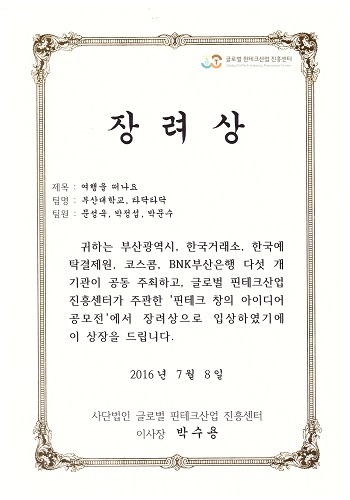 글로벌 핀테크산업 진흥센터
장 려 상
제목 : 여행을 떠나요
팀명 : 부산대학교, 타닥타닥
팀원 : 문성욱, 박정섭, 박문수
귀하는 부산광역시, 한국거래소, 한국예
탁결제원, 코스콤, BNK부산은행 다섯 개
기관이 공동 주최하고, 글로벌 핀테크산업
진흥센터가 주관한 '핀테크 창의 아이디어
공모전'에서 장려상으로 입상하였기에
이 상장을 드립니다.
2016 년 7 월 8 일
사단법인 글로벌 핀테크산업 진흥센터
이사장 박수용